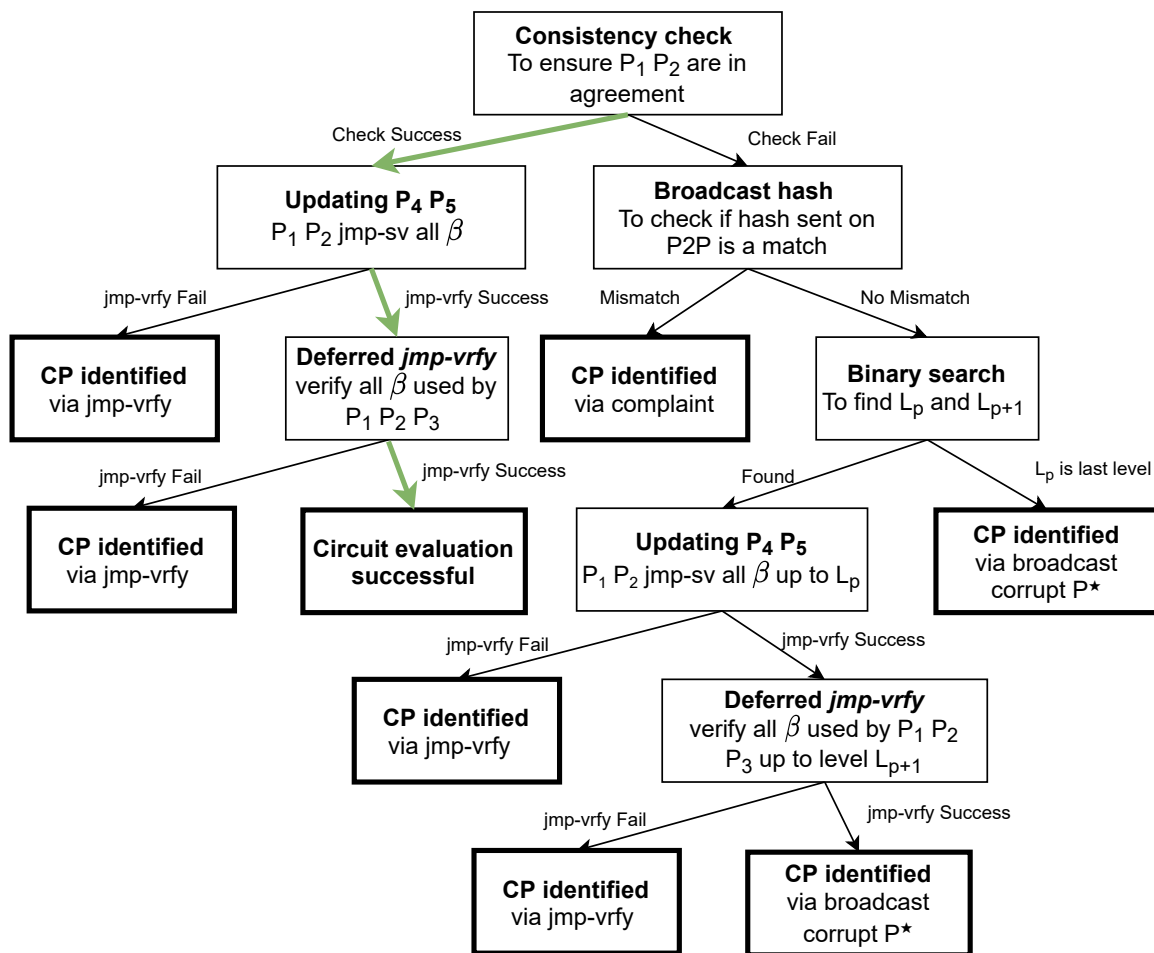 Consistency check
To ensure P₁ P₂ are in
agreement
Check Success
Check Fail
Updating P₄ P₅
P₁ P₂ jmp-sv all β
Broadcast hash
To check if hash sent on
P2P is a match
jmp-vrfy Fail
jmp-vrfy Success
Mismatch
No Mismatch
CP identified
via jmp-vrfy
Deferred jmp-vrfy
verify all β used by
P₁ P₂ P₃
CP identified
via complaint
Binary search
To find Lₚ and Lₚ₊₁
jmp-vrfy Fail
jmp-vrfy Success
Found
Lₚ is last level
CP identified
via jmp-vrfy
Circuit evaluation
successful
Updating P₄ P₅
P₁ P₂ jmp-sv all β up to Lₚ
CP identified
via broadcast
corrupt P★
jmp-vrfy Fail
jmp-vrfy Success
CP identified
via jmp-vrfy
Deferred jmp-vrfy
verify all β used by P₁ P₂
P₃ up to level Lₚ₊₁
jmp-vrfy Fail
jmp-vrfy Success
CP identified
via jmp-vrfy
CP identified
via broadcast
corrupt P★